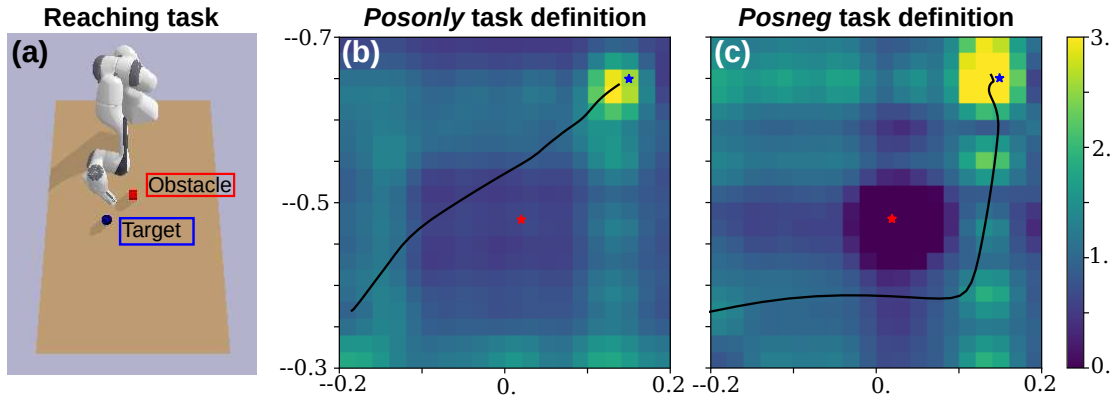 Reaching task
Posonly task definition
Posneg task definition
(a)
(b)
(c)
Obstacle
Target
--0.7
--0.5
--0.3
--0.2
0.
0.2
--0.2
0.
0.2
3.
2.
1.
0.